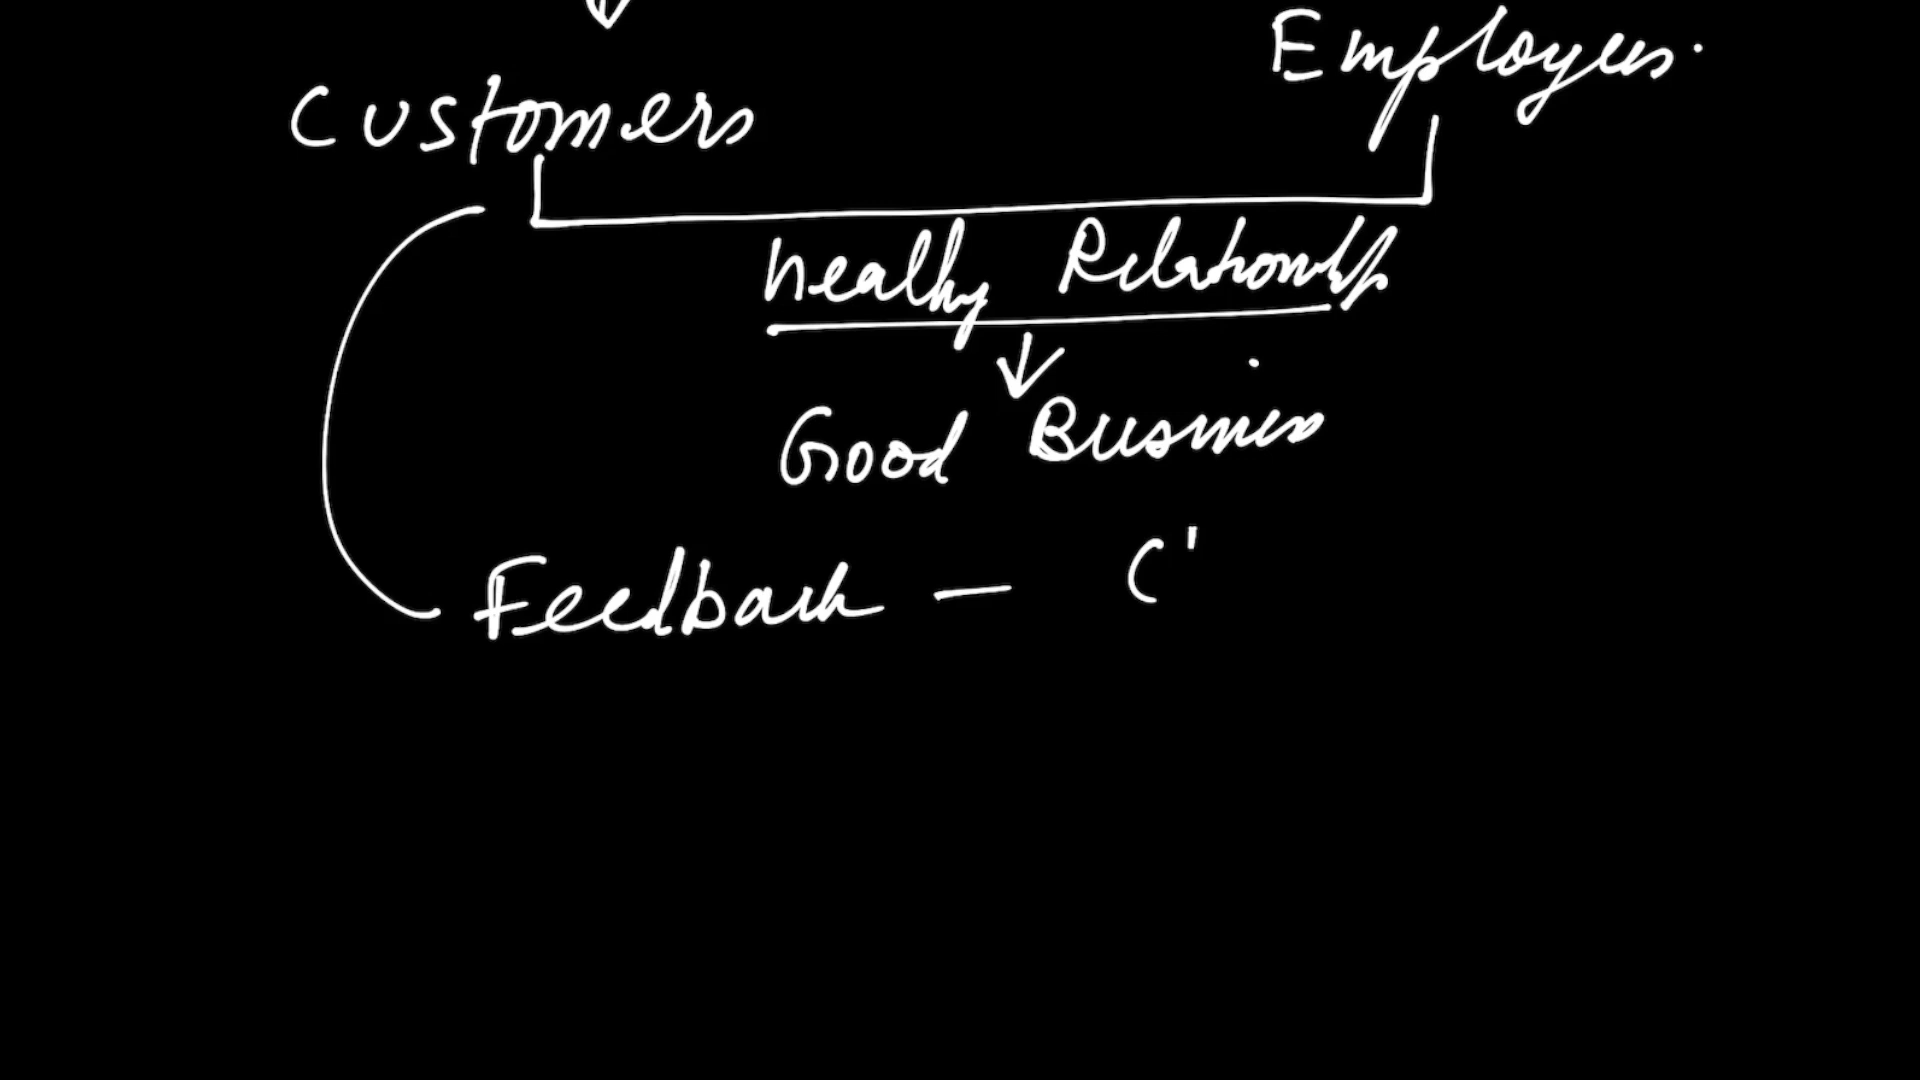 Employees.
Customers
healthy Relationship
Good Business
Feedback – C'